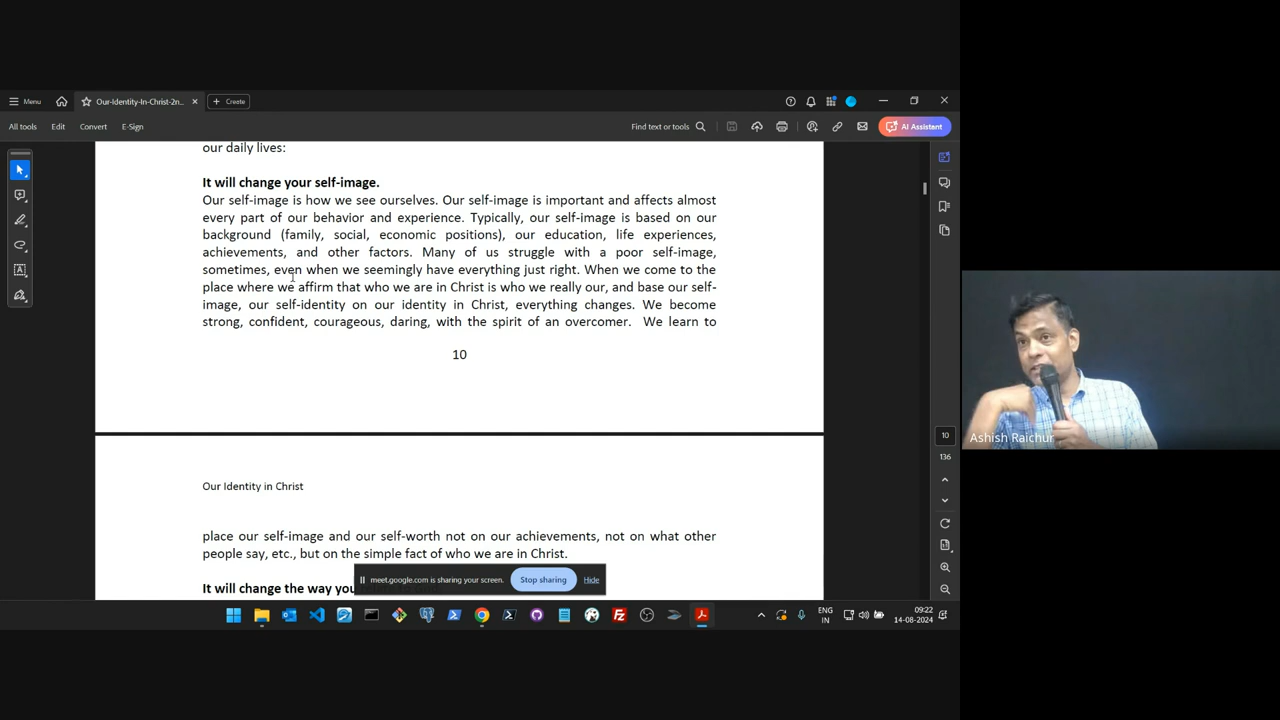 Menu
Our-Identity-In-Christ-2n...
Create
All tools
Edit
Convert
E-Sign
Find text or tools
AI Assistant
our daily lives:
It will change your self-image.
Our self-image is how we see ourselves. Our self-image is important and affects almost
every part of our behavior and experience. Typically, our self-image is based on our
background (family, social, economic positions), our education, life experiences,
achievements, and other factors. Many of us struggle with a poor self-image,
sometimes, even when we seemingly have everything just right. When we come to the
place where we affirm that who we are in Christ is who we really our, and base our self-
image, our self-identity on our identity in Christ, everything changes. We become
strong, confident, courageous, daring, with the spirit of an overcomer. We learn to
10
Our Identity in Christ
place our self-image and our self-worth not on our achievements, not on what other
people say, etc., but on the simple fact of who we are in Christ.
It will change the way you
meet.google.com is sharing your screen.
Stop sharing
Hide
10
136
Ashish Raichur
ENG
IN
09:22
14-08-2024